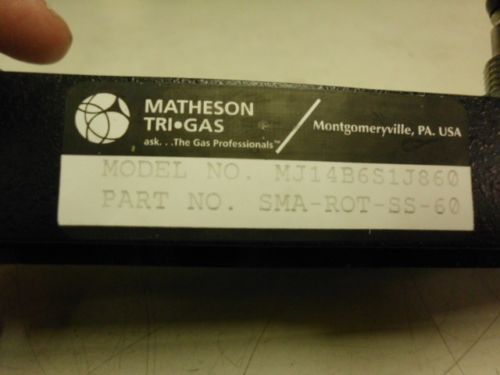 MATHESON
TRI•GAS
ask. . .The Gas Professionals™
Montgomeryville, PA. USA
MODEL NO. MJ14B6S1J860
PART NO. SMA-ROT-SS-60